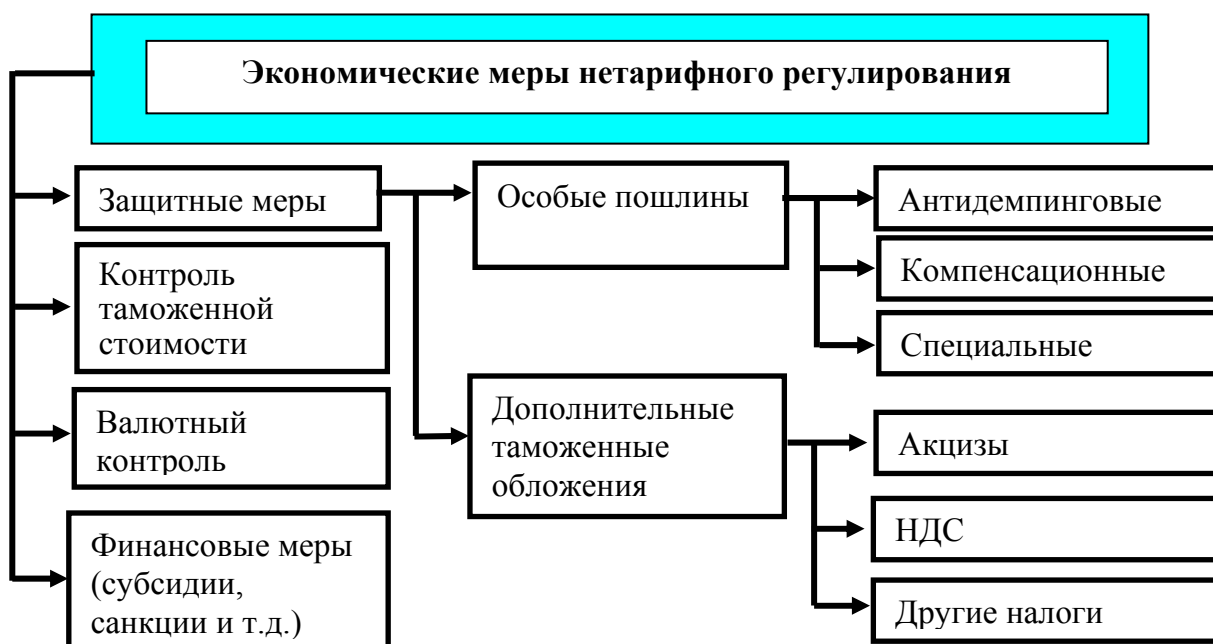 Экономические меры нетарифного регулирования
Защитные меры
Контроль
таможенной
стоимости
Валютный
контроль
Финансовые меры
(субсидии,
санкции и т.д.)
Особые пошлины
Дополнительные
таможенные
обложения
Антидемпинговые
Компенсационные
Специальные
Акцизы
НДС
Другие налоги